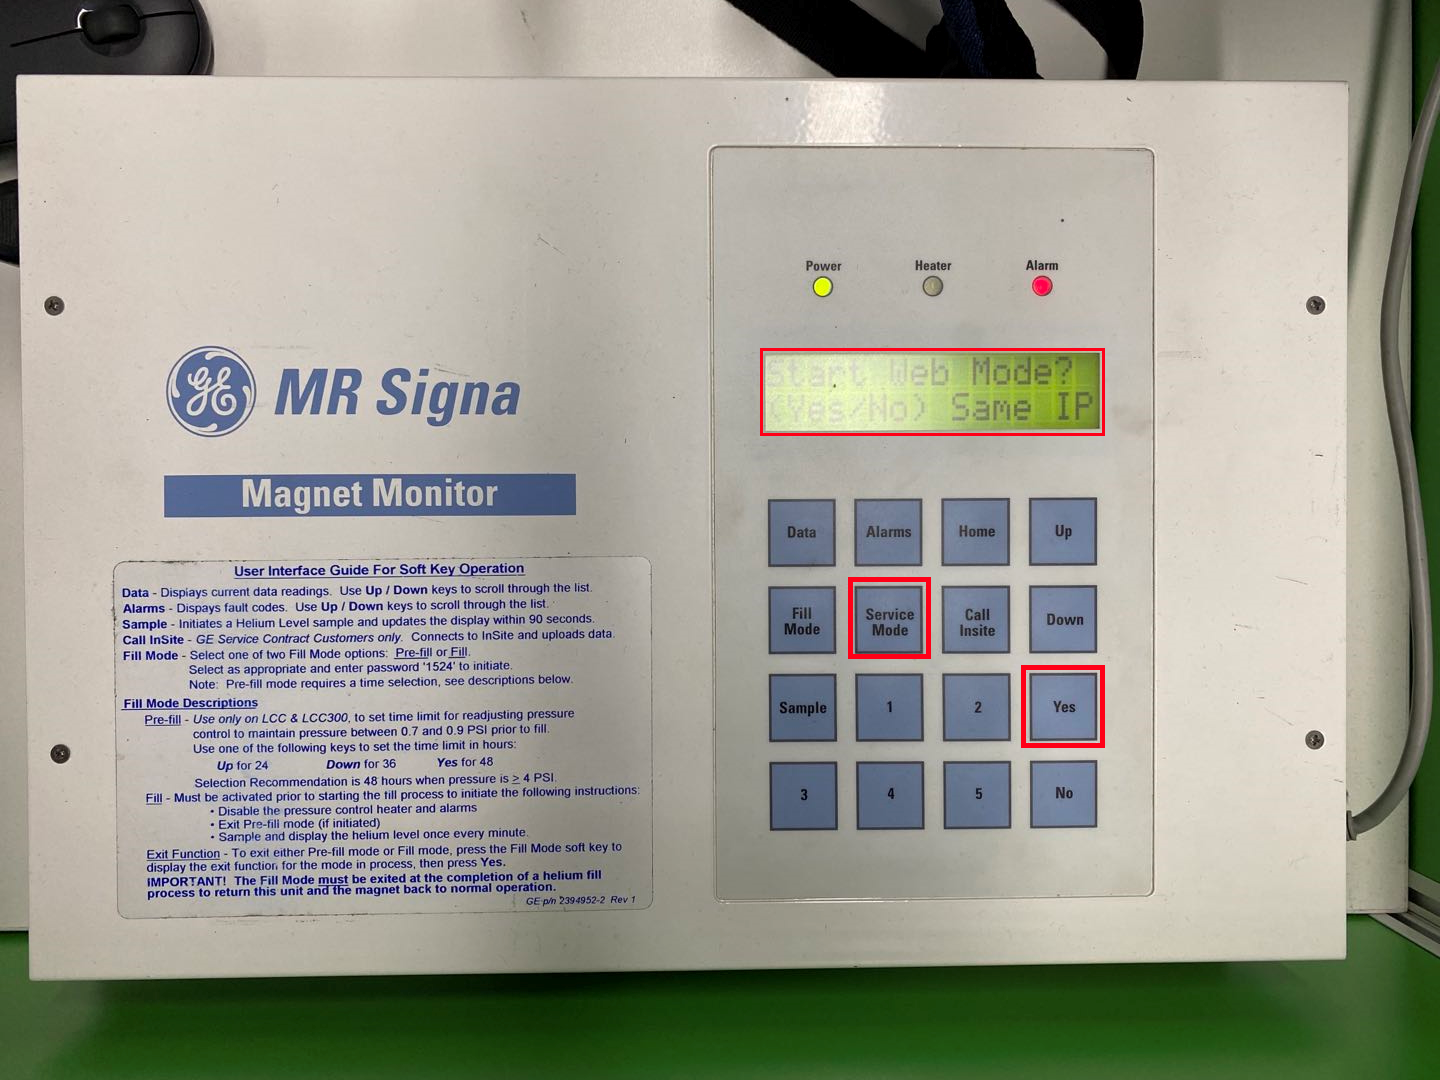 Power Heater Alarm
Start Web Mode?
(Yes/No) Same IP
GE MR Signa
Magnet Monitor
Data Alarms Home Up
Fill Mode
Service Mode
Call Insite
Down
Sample 1 2 Yes
3 4 5 No
User Interface Guide For Soft Key Operation
Data - Displays current data readings. Use Up / Down keys to scroll through the list.
Alarms - Dispays fault codes. Use Up / Down keys to scroll through the list.
Sample - Initiates a Helium Level sample and updates the display within 90 seconds.
Call InSite - GE Service Contract Customers only. Connects to InSite and uploads data.
Fill Mode - Select one of two Fill Mode options: Pre-fill or Fill.
Select as appropriate and enter password '1524' to initiate.
Note: Pre-fill mode requires a time selection, see descriptions below.
Fill Mode Descriptions
Pre-fill - Use only on LCC & LCC300, to set time limit for readjusting pressure
control to maintain pressure between 0.7 and 0.9 PSI prior to fill.
Use one of the following keys to set the time limit in hours:
Up for 24 Down for 36 Yes for 48
Selection Recommendation is 48 hours when pressure is ≥ 4 PSI.
Fill - Must be activated prior to starting the fill process to initiate the following instructions:
• Disable the pressure control heater and alarms
• Exit Pre-fill mode (if initiated)
• Sample and display the helium level once every minute.
Exit Function - To exit either Pre-fill mode or Fill mode, press the Fill Mode soft key to
display the exit function for the mode in process, then press Yes.
IMPORTANT! The Fill Mode must be exited at the completion of a helium fill
process to return this unit and the magnet back to normal operation.
GE p/n 2394952-2 Rev 1